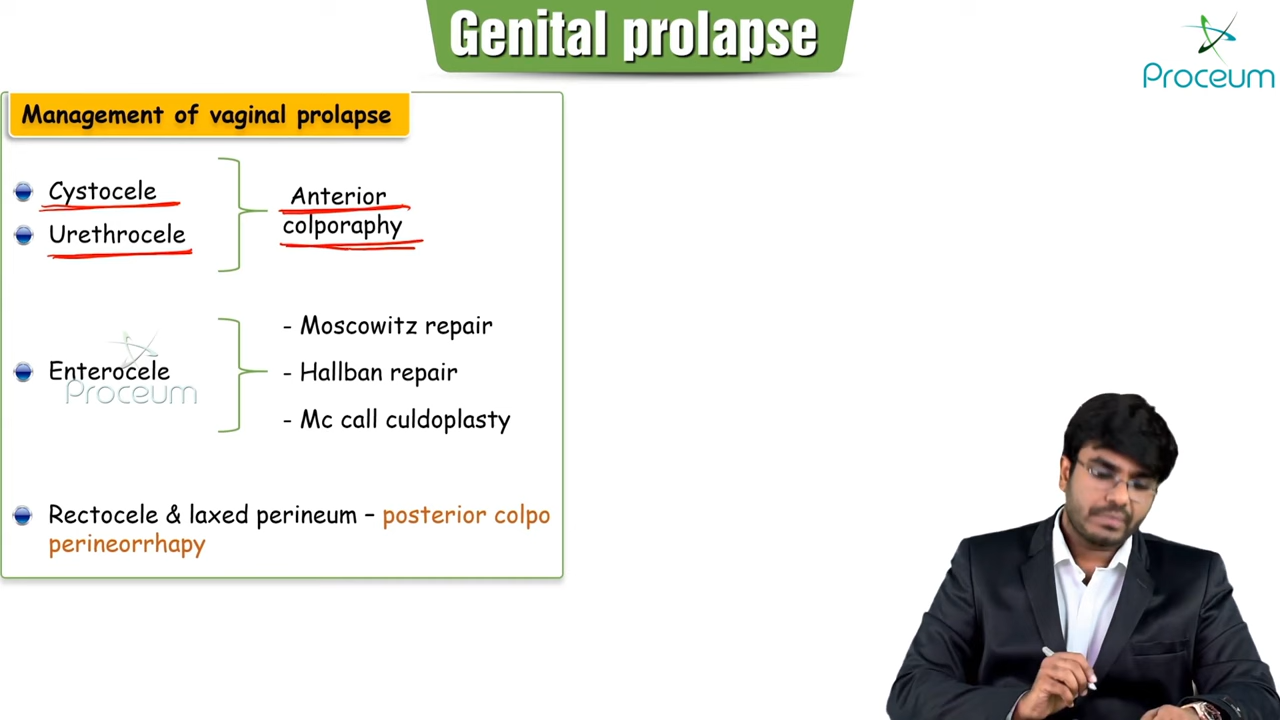 Genital prolapse
Proceum
Management of vaginal prolapse
Cystocele
Urethrocele
Anterior
colporaphy
Enterocele
Proceum
- Moscowitz repair
- Hallban repair
- Mc call culdoplasty
Rectocele & laxed perineum – posterior colpo
perineorrhapy